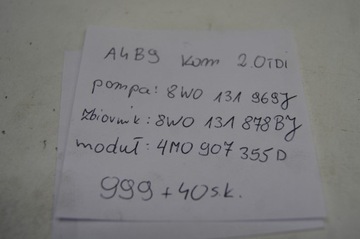 A4B9 Kom 2.0TDI
pompa: 8W0 131 969J
zbiornik: 8W0 131 878BJ
moduł: 4M0 907 355D
999 + 40sk.